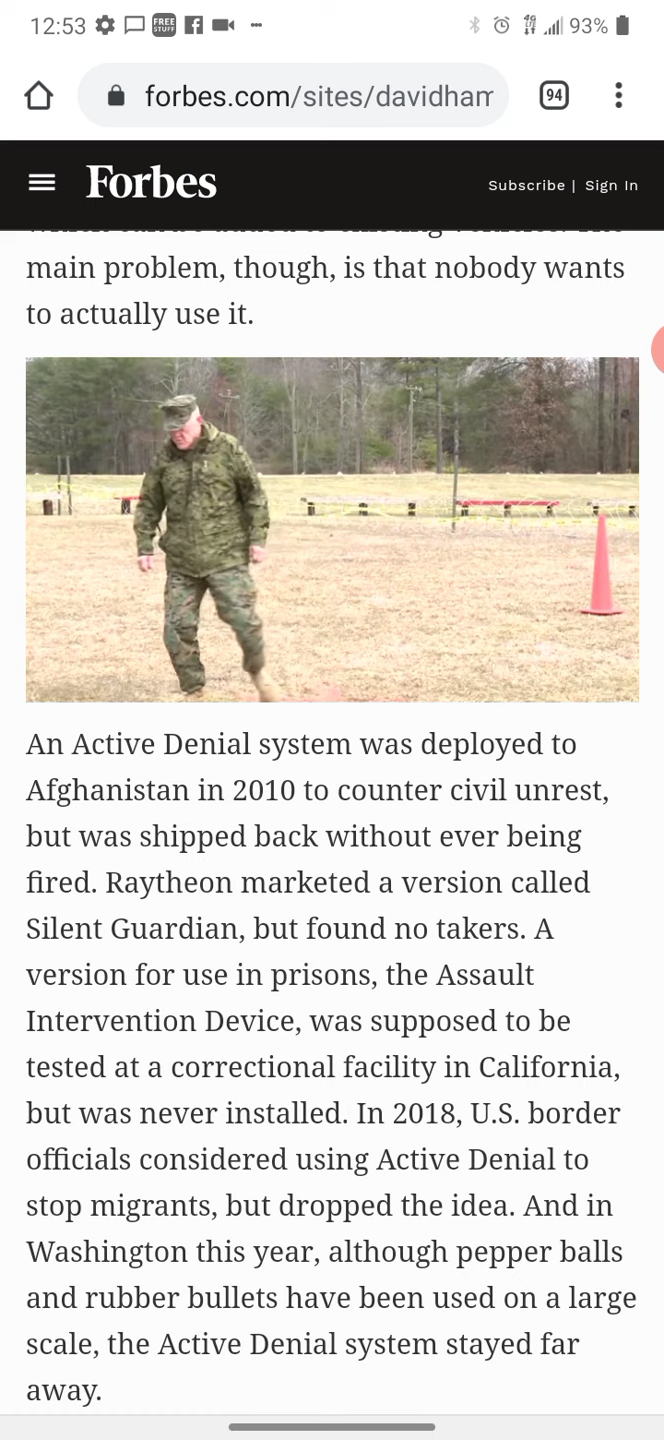 12:53
FREE STUFF
4G
93%
forbes.com/sites/davidham
94
Forbes
Subscribe | Sign In
main problem, though, is that nobody wants
to actually use it.
An Active Denial system was deployed to
Afghanistan in 2010 to counter civil unrest,
but was shipped back without ever being
fired. Raytheon marketed a version called
Silent Guardian, but found no takers. A
version for use in prisons, the Assault
Intervention Device, was supposed to be
tested at a correctional facility in California,
but was never installed. In 2018, U.S. border
officials considered using Active Denial to
stop migrants, but dropped the idea. And in
Washington this year, although pepper balls
and rubber bullets have been used on a large
scale, the Active Denial system stayed far
away.